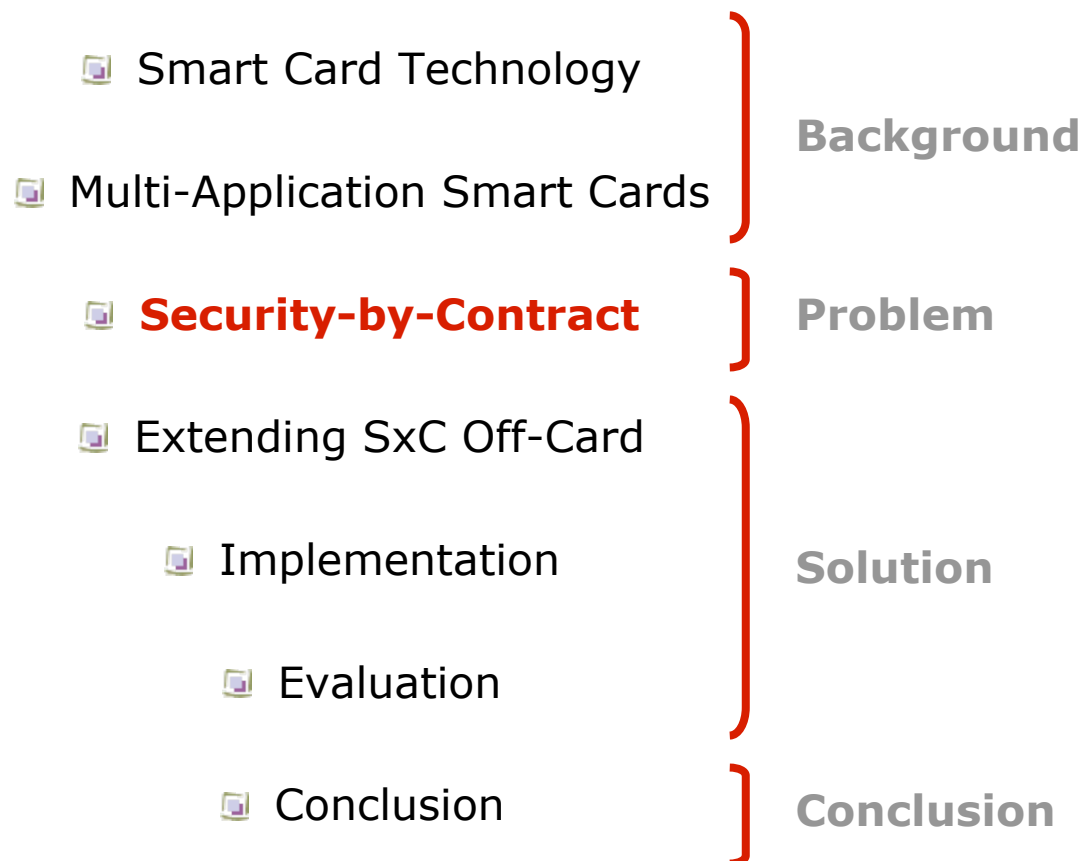 Smart Card Technology
Background
Multi-Application Smart Cards
Security-by-Contract
Problem
Extending SxC Off-Card
Implementation
Solution
Evaluation
Conclusion
Conclusion